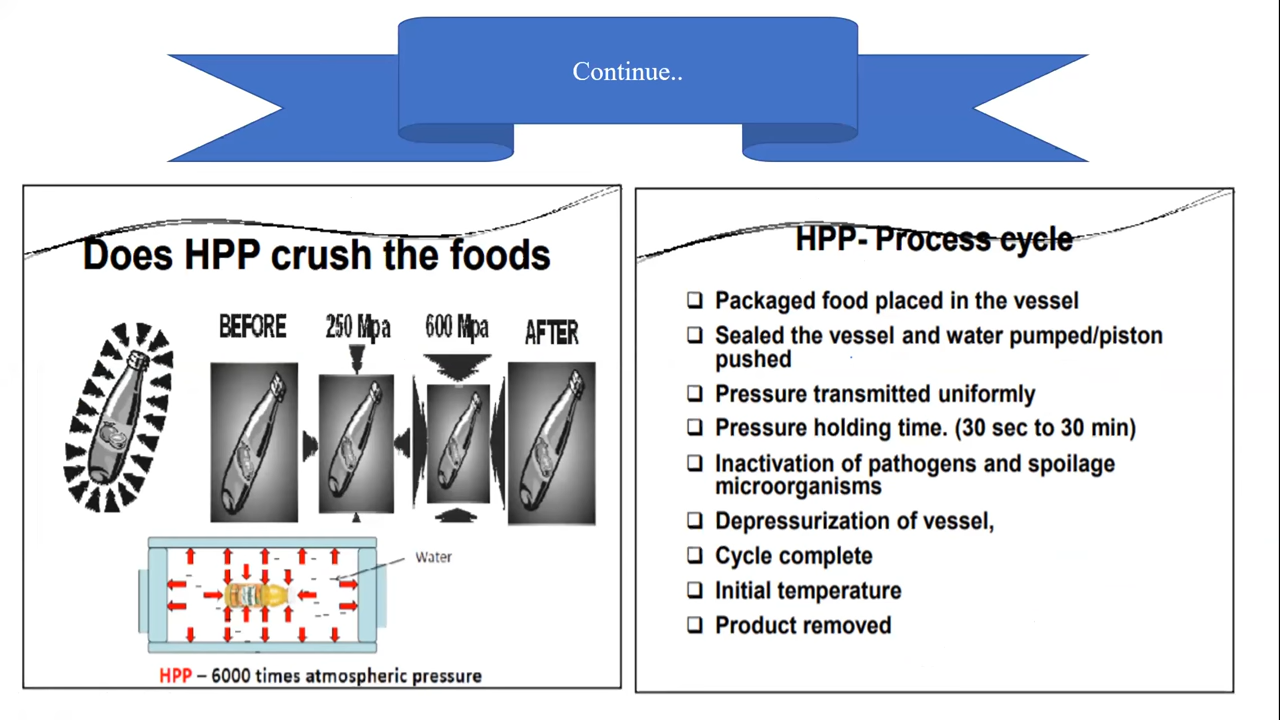 Continue..
Does HPP crush the foods
BEFORE
250 Mpa
600 Mpa
AFTER
Water
HPP – 6000 times atmospheric pressure
HPP- Process cycle
❑ Packaged food placed in the vessel
❑ Sealed the vessel and water pumped/piston
pushed
❑ Pressure transmitted uniformly
❑ Pressure holding time. (30 sec to 30 min)
❑ Inactivation of pathogens and spoilage
microorganisms
❑ Depressurization of vessel,
❑ Cycle complete
❑ Initial temperature
❑ Product removed